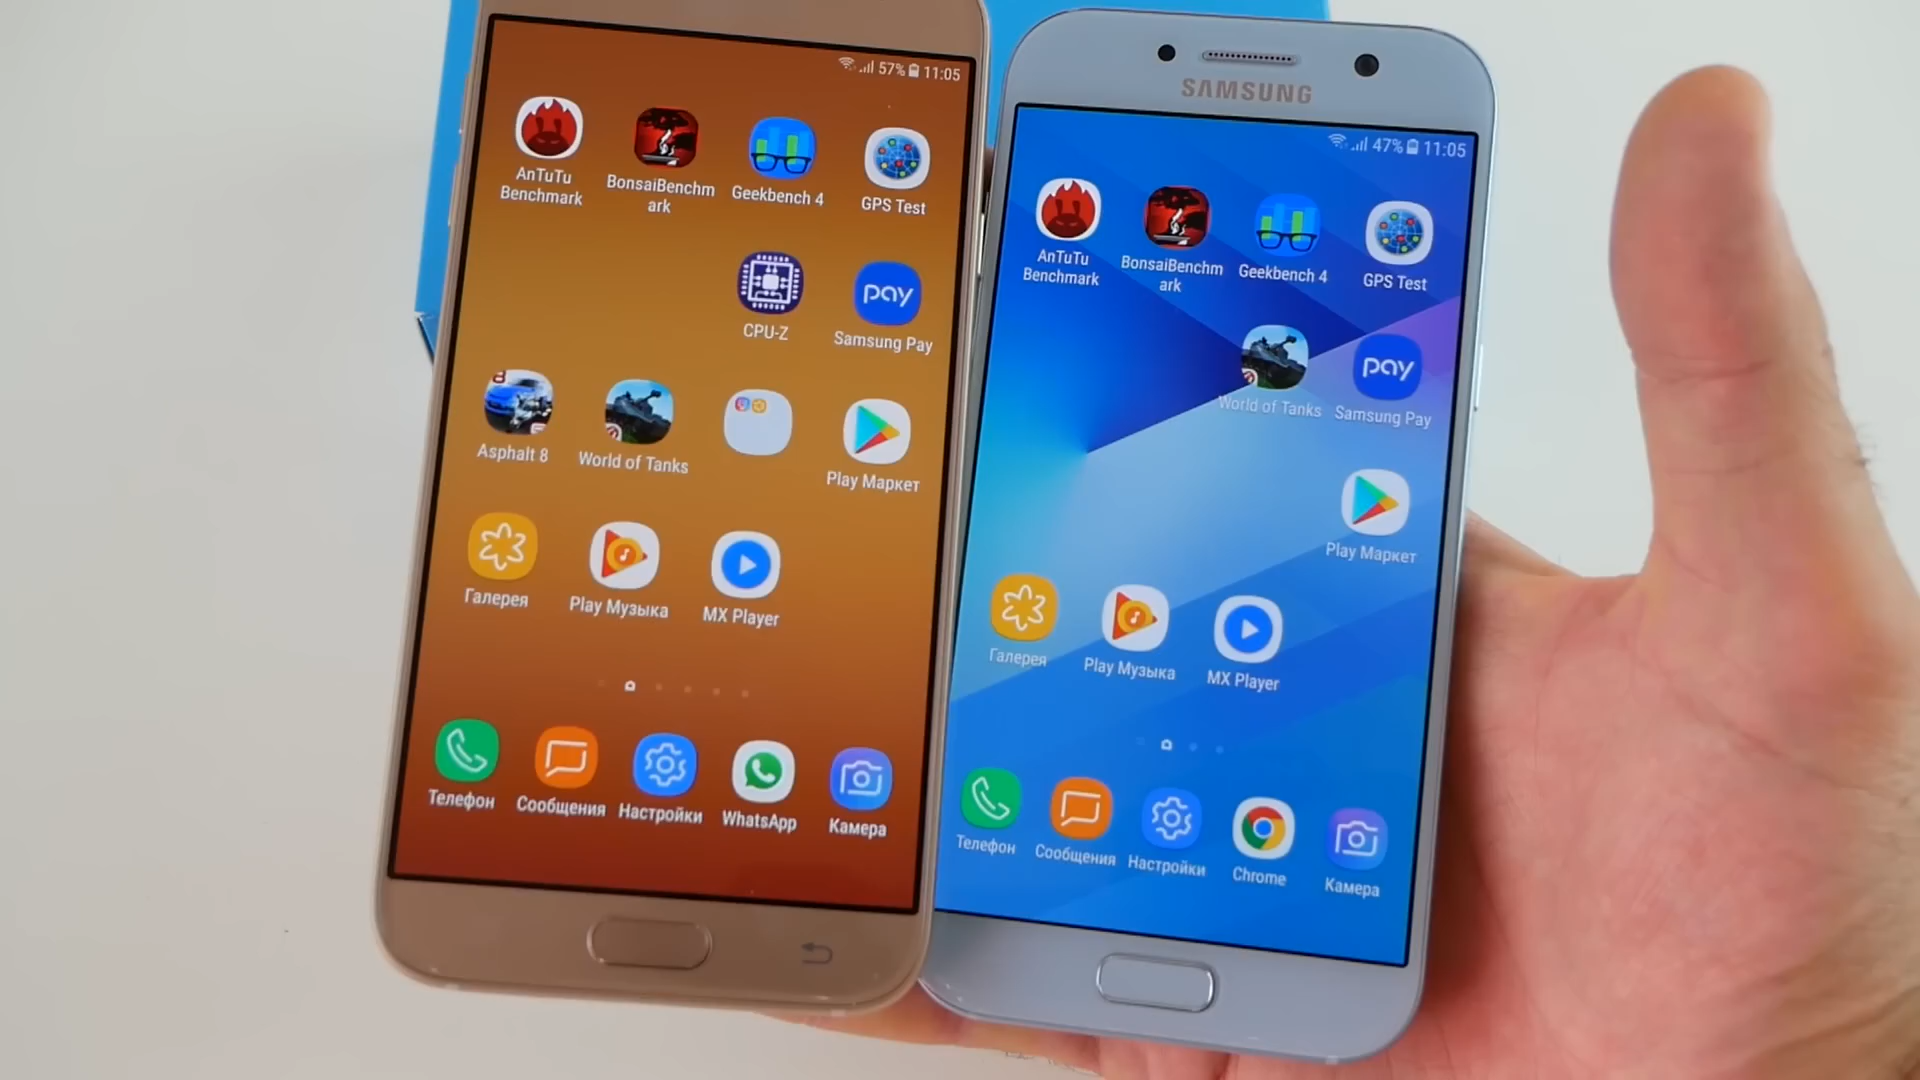 57% 11:05
AnTuTu
Benchmark
BonsaiBenchm
ark
Geekbench 4
GPS Test
CPU-Z
pay
Samsung Pay
Asphalt 8
World of Tanks
Play Маркет
Галерея
Play Музыка
MX Player
Телефон
Сообщения
Настройки
WhatsApp
Камера
SAMSUNG
47% 11:05
AnTuTu
Benchmark
BonsaiBenchm
ark
Geekbench 4
GPS Test
World of Tanks
pay
Samsung Pay
Play Маркет
Галерея
Play Музыка
MX Player
Телефон
Сообщения
Настройки
Chrome
Камера